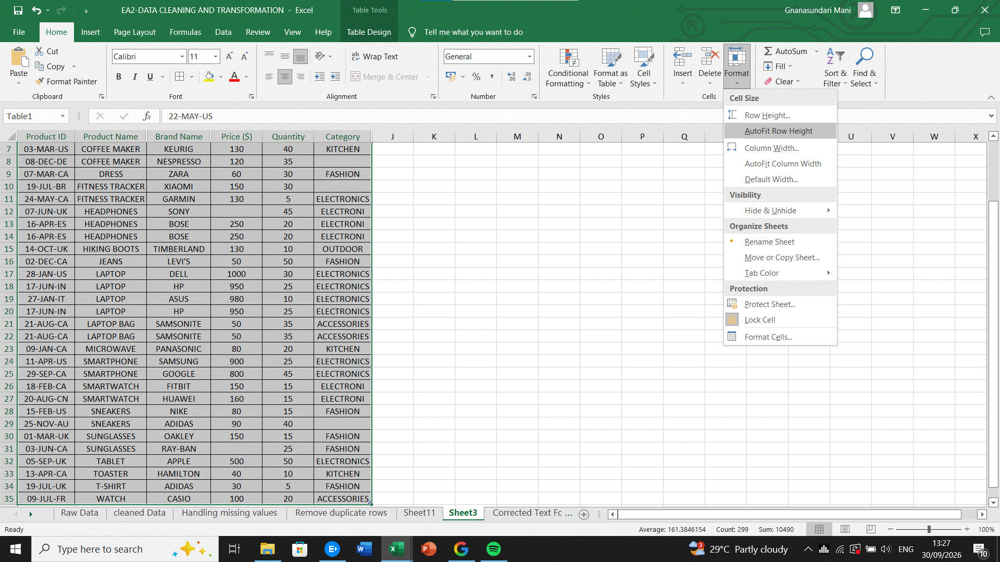 EA2-DATA CLEANING AND TRANSFORMATION - Excel
Table Tools
Gnanasundari Mani
File Home Insert Page Layout Formulas Data Review View Help Table Design Tell me what you want to do
Paste
Cut
Copy
Format Painter
Clipboard
Calibri 11
B I U
Font
Wrap Text
Merge & Center
Alignment
General
Number
Conditional Formatting
Format as Table
Cell Styles
Styles
Insert
Delete
Format
Cells
AutoSum
Fill
Clear
Sort & Filter
Find & Select
Table1 fx 22-MAY-US
Product ID Product Name Brand Name Price ($) Quantity Category J K L M N O P Q U V W X
7 03-MAR-US COFFEE MAKER KEURIG 130 40 KITCHEN
8 08-DEC-DE COFFEE MAKER NESPRESSO 120 35
9 07-MAR-CA DRESS ZARA 60 30 FASHION
10 19-JUL-BR FITNESS TRACKER XIAOMI 150 30
11 24-MAY-CA FITNESS TRACKER GARMIN 130 5 ELECTRONICS
12 07-JUN-UK HEADPHONES SONY 45 ELECTRONI
13 16-APR-ES HEADPHONES BOSE 250 20 ELECTRONI
14 16-APR-ES HEADPHONES BOSE 250 20 ELECTRONI
15 14-OCT-UK HIKING BOOTS TIMBERLAND 130 10 OUTDOOR
16 02-DEC-CA JEANS LEVI'S 50 50 FASHION
17 28-JAN-US LAPTOP DELL 1000 30 ELECTRONICS
18 17-JUN-IN LAPTOP HP 950 25 ELECTRONICS
19 27-JAN-IT LAPTOP ASUS 980 10 ELECTRONICS
20 17-JUN-IN LAPTOP HP 950 25 ELECTRONICS
21 21-AUG-CA LAPTOP BAG SAMSONITE 50 35 ACCESSORIES
22 21-AUG-CA LAPTOP BAG SAMSONITE 50 35 ACCESSORIES
23 09-JAN-CA MICROWAVE PANASONIC 80 20 KITCHEN
24 11-APR-US SMARTPHONE SAMSUNG 900 25 ELECTRONICS
25 29-SEP-CA SMARTPHONE GOOGLE 800 45 ELECTRONICS
26 18-FEB-CA SMARTWATCH FITBIT 150 15 ELECTRONI
27 20-AUG-CN SMARTWATCH HUAWEI 160 15 ELECTRONI
28 15-FEB-US SNEAKERS NIKE 80 15 FASHION
29 25-NOV-AU SNEAKERS ADIDAS 90 40
30 01-MAR-UK SUNGLASSES OAKLEY 150 15 FASHION
31 03-JUN-CA SUNGLASSES RAY-BAN 25 FASHION
32 05-SEP-UK TABLET APPLE 500 50 ELECTRONICS
33 13-APR-CA TOASTER HAMILTON 40 10 KITCHEN
34 19-JUL-UK T-SHIRT ADIDAS 30 5 FASHION
35 09-JUL-FR WATCH CASIO 100 20 ACCESSORIES
Cell Size
Row Height...
AutoFit Row Height
Column Width...
AutoFit Column Width
Default Width...
Visibility
Hide & Unhide
Organize Sheets
Rename Sheet
Move or Copy Sheet...
Tab Color
Protection
Protect Sheet...
Lock Cell
Format Cells...
Raw Data cleaned Data Handling missing values Remove duplicate rows Sheet11 Sheet3 Corrected Text Fc ...
Ready Average: 161.3846154 Count: 299 Sum: 10490 100%
Type here to search
29°C Partly cloudy
ENG
13:27
30/09/2026
3
10